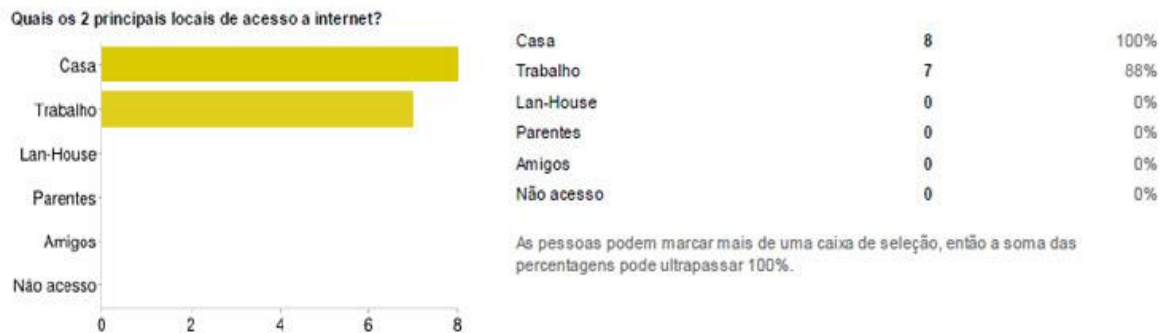 Quais os 2 principais locais de acesso a internet?
Casa
Trabalho
Lan-House
Parentes
Amigos
Não acesso
0 2 4 6 8
Casa 8 100%
Trabalho 7 88%
Lan-House 0 0%
Parentes 0 0%
Amigos 0 0%
Não acesso 0 0%
As pessoas podem marcar mais de uma caixa de seleção, então a soma das
percentagens pode ultrapassar 100%.